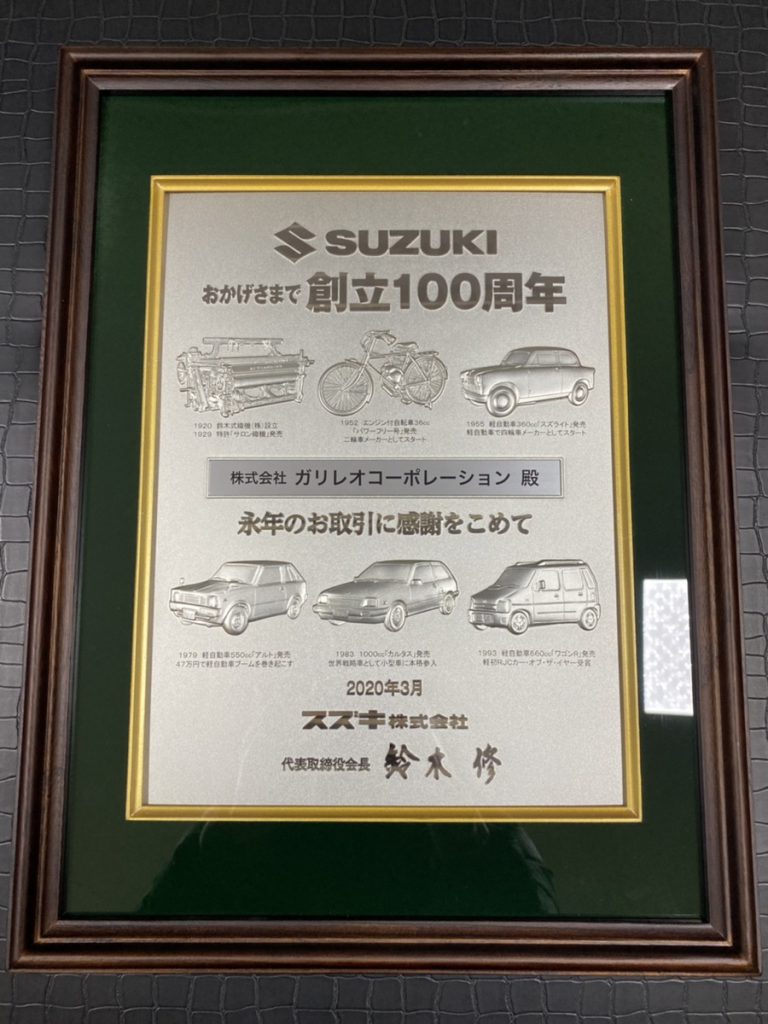 SUZUKI
おかげさまで 創立100周年
1920 鈴木式織機(株)設立
1929 特許「サロン織機」発売
1952 エンジン付自転車36cc
「パワーフリー号」発売
二輪車メーカーとしてスタート
1955 軽自動車360cc「スズライト」発売
軽自動車で四輪車メーカーとしてスタート
株式会社 ガリレオコーポレーション 殿
永年のお取引に感謝をこめて
1979 軽自動車550cc「アルト」発売
47万円で軽自動車ブームを巻き起こす
1983 1000cc「カルタス」発売
世界戦略車として小型車に本格参入
1993 軽自動車660cc「ワゴンR」発売
軽初RJCカー・オブ・ザ・イヤー受賞
2020年3月
スズキ株式会社
代表取締役会長 鈴木 修